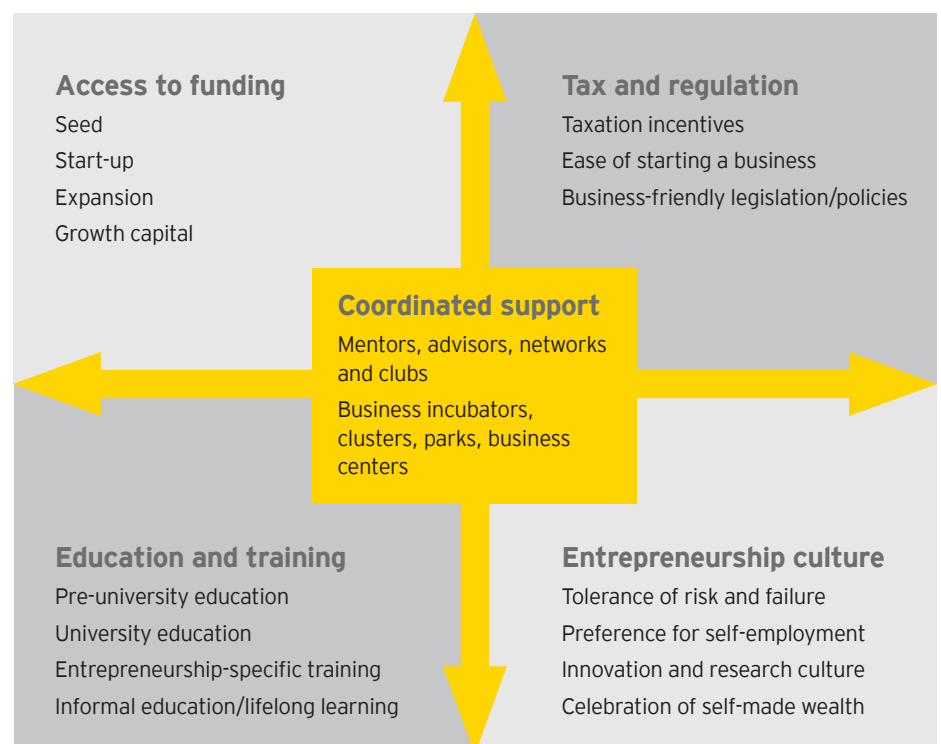 Access to funding
Seed
Start-up
Expansion
Growth capital
Tax and regulation
Taxation incentives
Ease of starting a business
Business-friendly legislation/policies
Coordinated support
Mentors, advisors, networks
and clubs
Business incubators,
clusters, parks, business
centers
Education and training
Pre-university education
University education
Entrepreneurship-specific training
Informal education/lifelong learning
Entrepreneurship culture
Tolerance of risk and failure
Preference for self-employment
Innovation and research culture
Celebration of self-made wealth